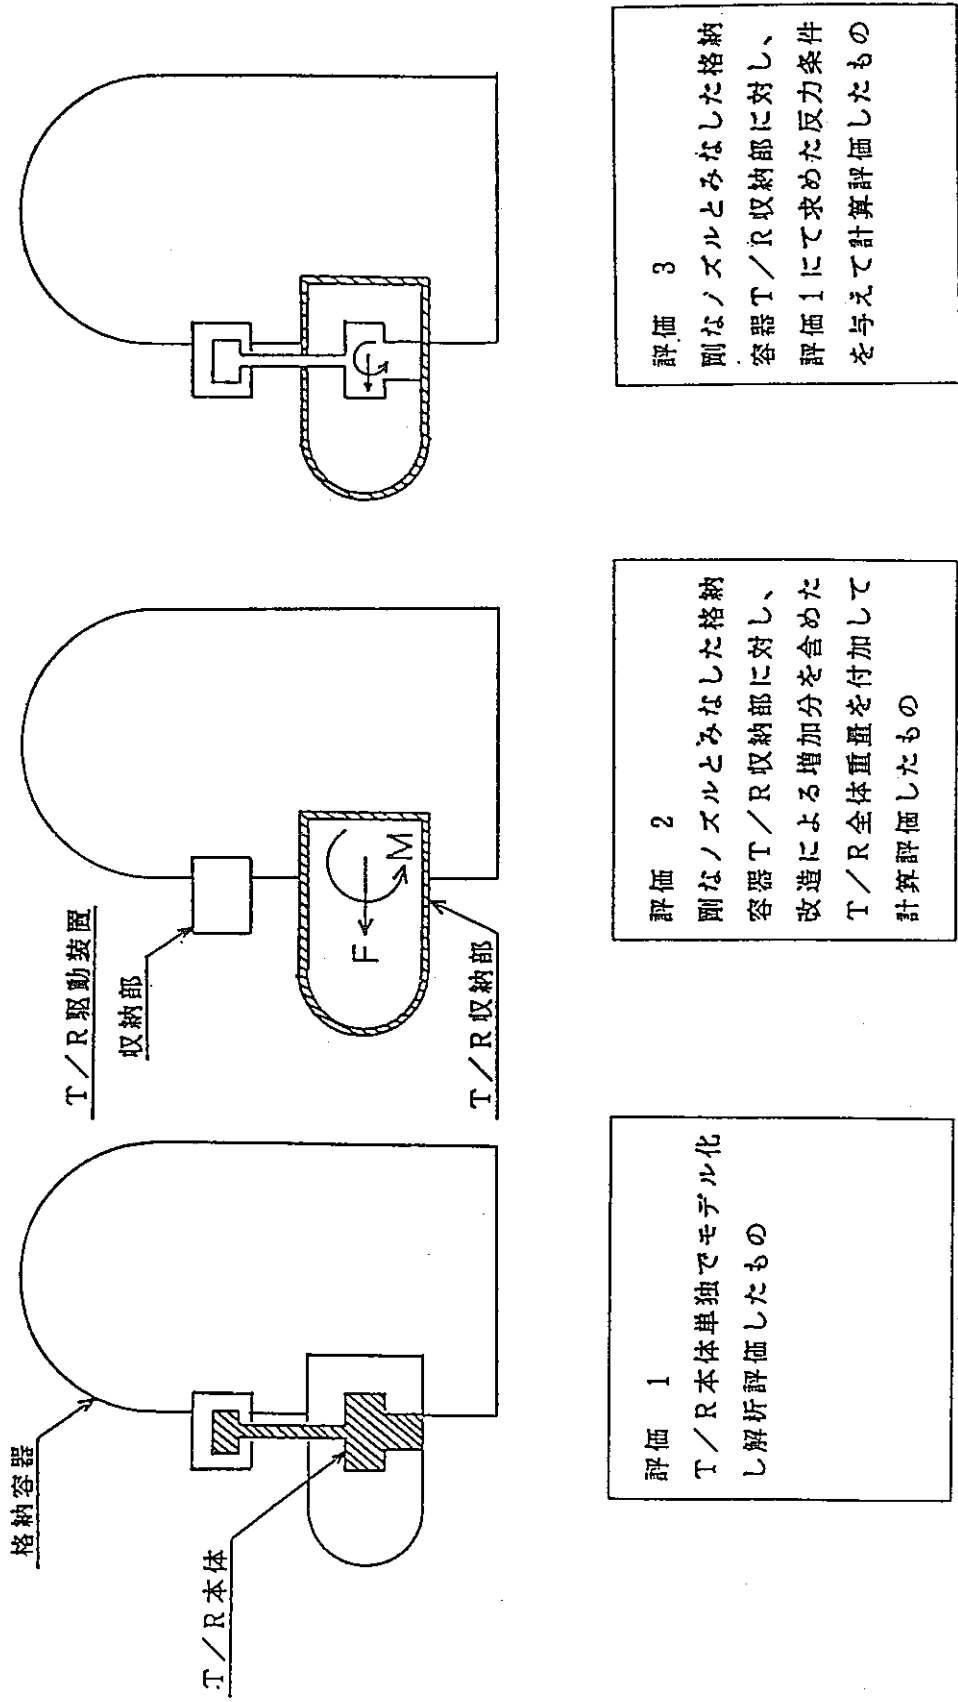 格納容器
T/R本体
評価 1
T/R本体単独でモデル化
し解析評価したもの
T/R駆動装置
収納部
F
M
T/R収納部
評価 2
剛なノズルとみなした格納
容器T/R収納部に対し、
改造による増加分を含めた
T/R全体重量を付加して
計算評価したもの
評価 3
剛なノズルとみなした格納
容器T/R収納部に対し、
評価1にて求めた反力条件
を与えて計算評価したもの